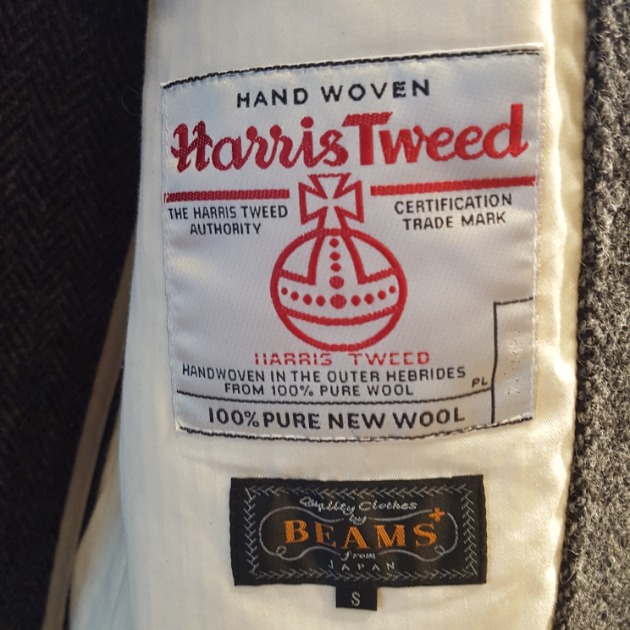 HAND WOVEN
Harris Tweed
THE HARRIS TWEED
AUTHORITY
CERTIFICATION
TRADE MARK
HARRIS TWEED
HANDWOVEN IN THE OUTER HEBRIDES
FROM 100% PURE WOOL
PL
100% PURE NEW WOOL
Quality Clothes
by
BEAMS+
from
JAPAN
S